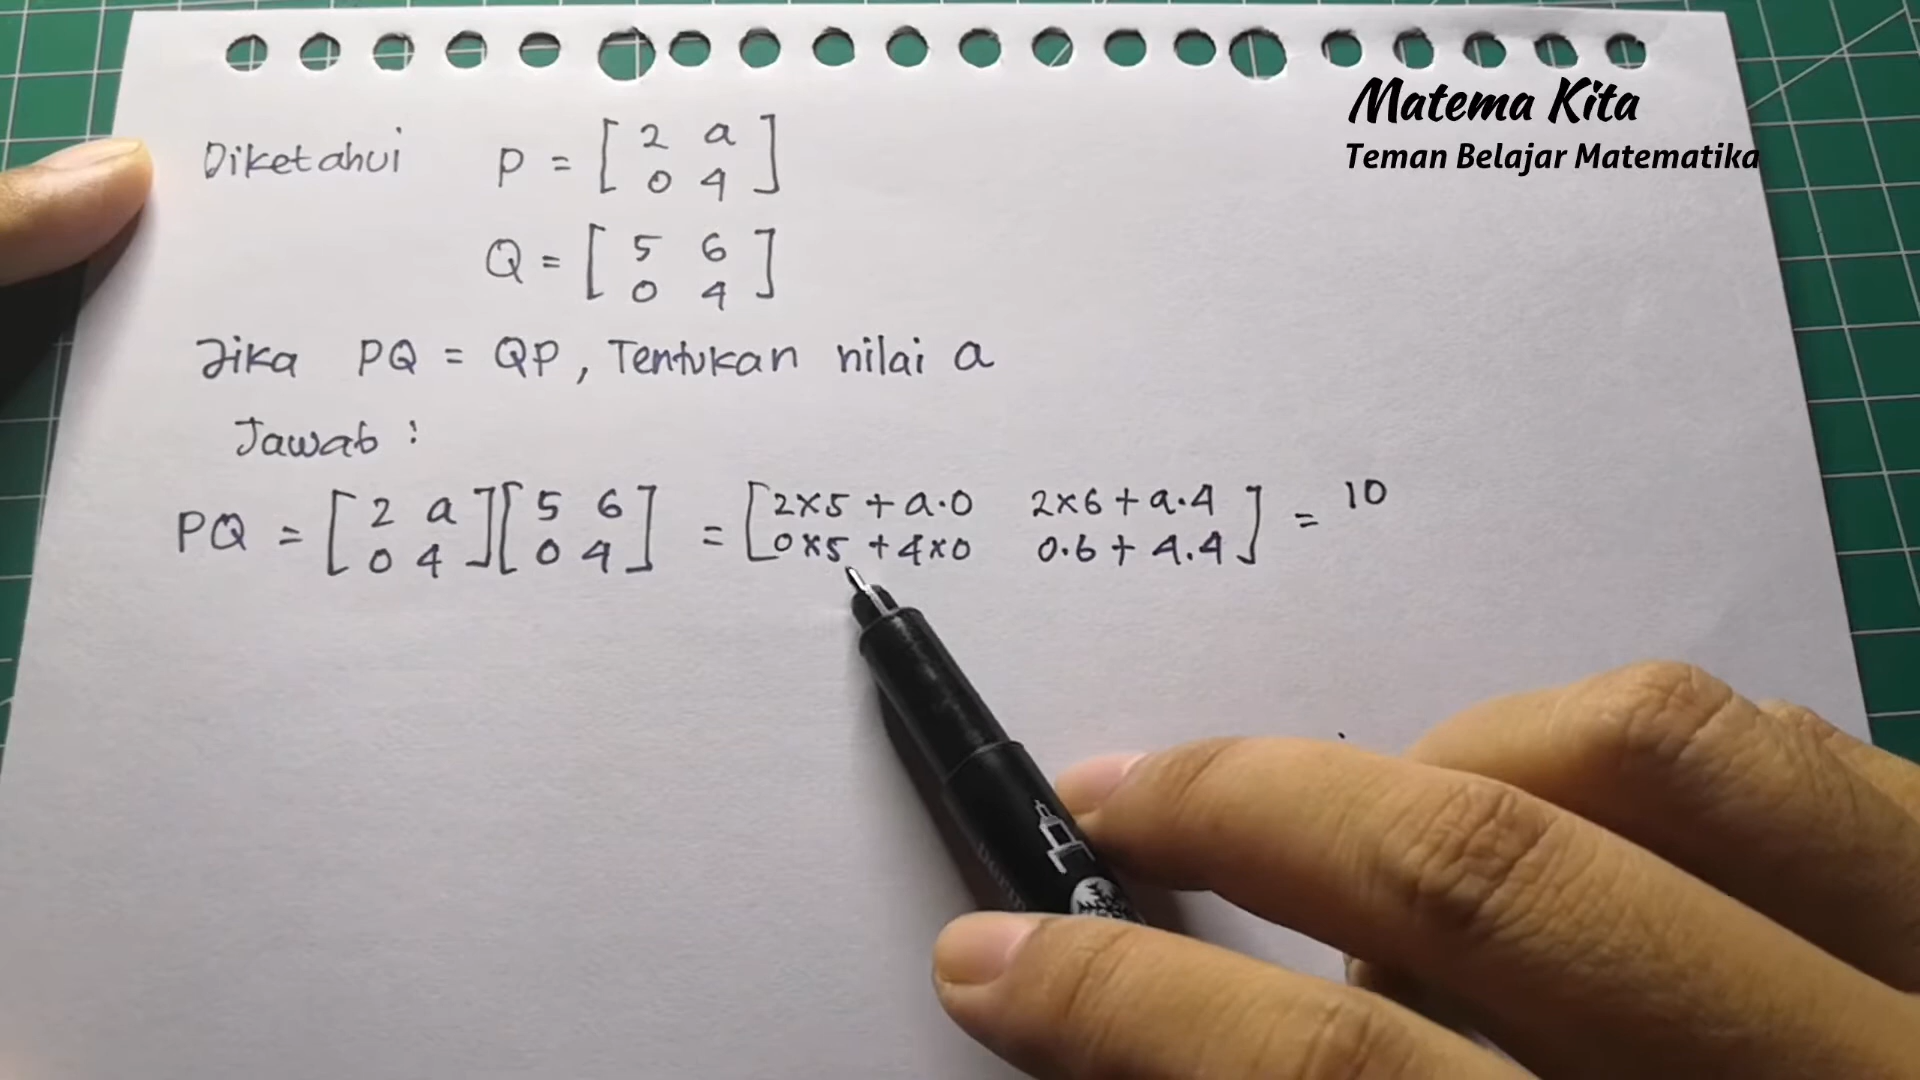 Matema Kita
Teman Belajar Matematika
Diketahui P = [ 2 a ]
[ 0 4 ]
Q = [ 5 6 ]
[ 0 4 ]
Jika PQ = QP, Tentukan nilai a
Jawab :
PQ = [ 2 a ] [ 5 6 ] = [ 2×5 + a.0 2×6 + a.4 ] = 10
[ 0 4 ] [ 0 4 ] [ 0×5 + 4×0 0.6 + 4.4 ]